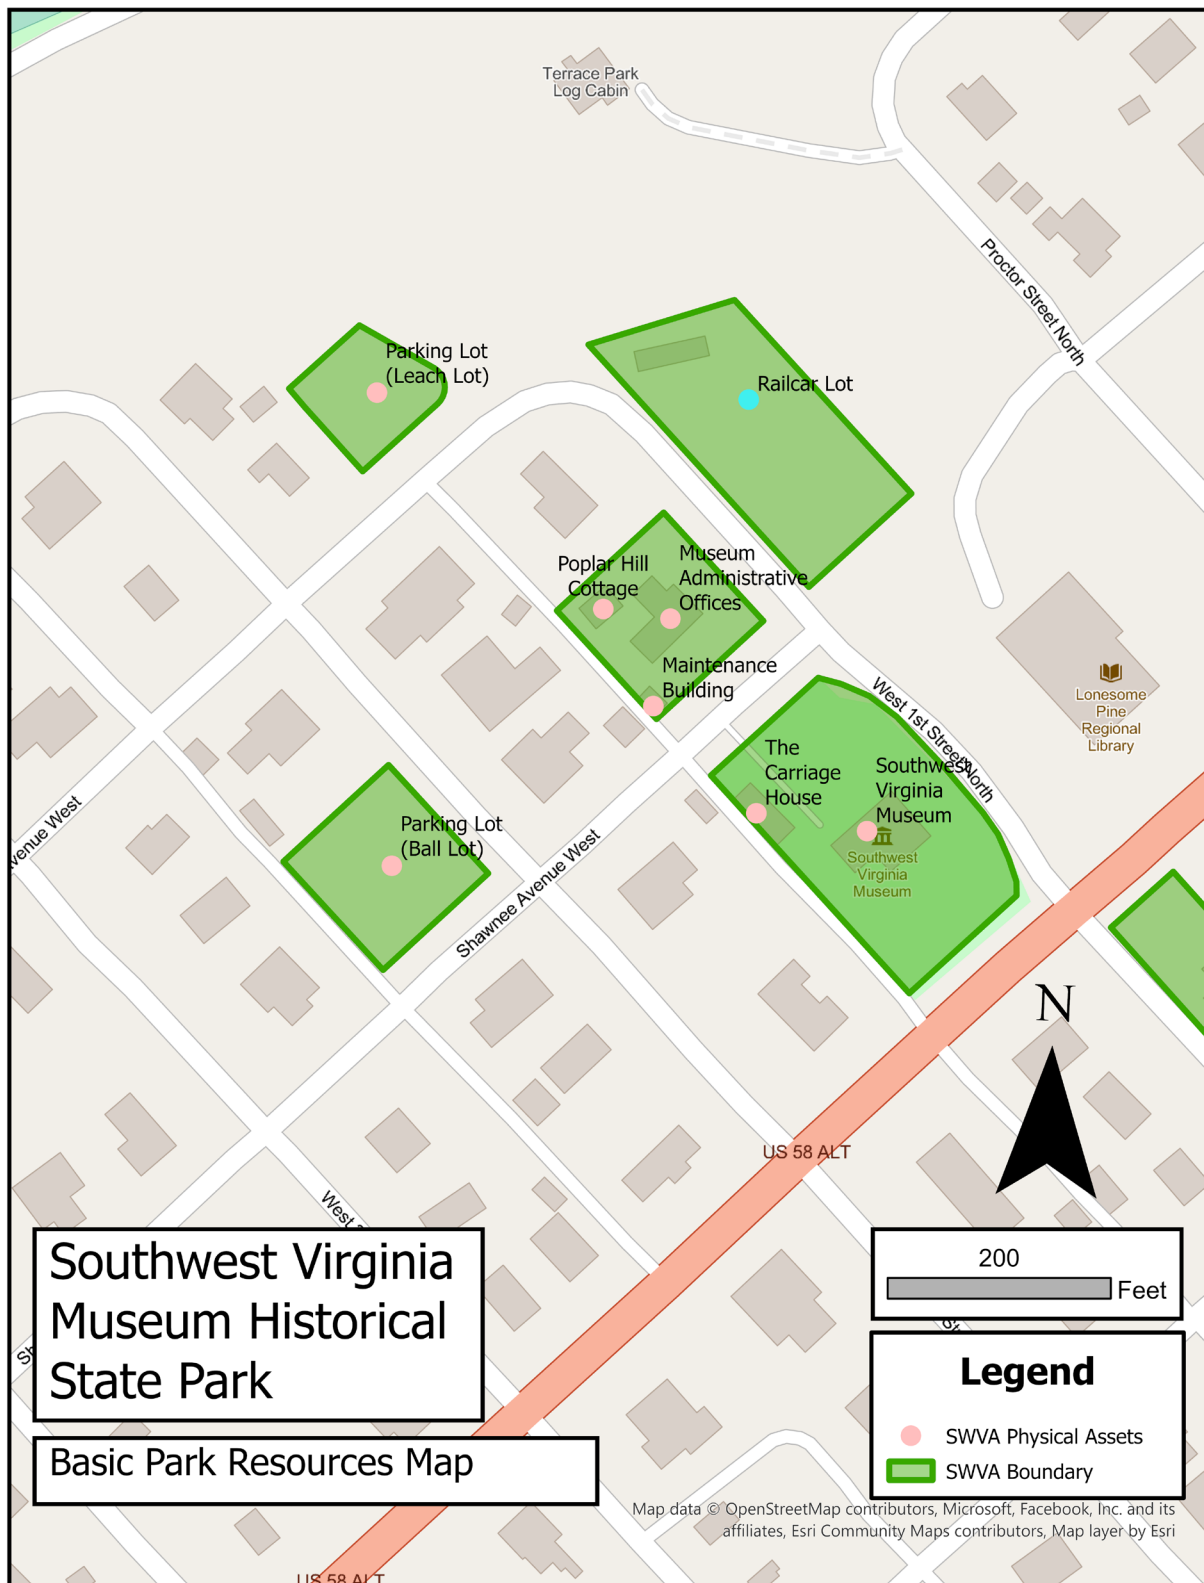 Terrace Park
Log Cabin
Proctor Street North
Parking Lot
(Leach Lot)
Railcar Lot
Poplar Hill
Cottage
Museum
Administrative
Offices
Maintenance
Building
West 1st Street North
Lonesome
Pine
Regional
Library
The
Carriage
House
Southwest
Virginia
Museum
Southwest
Virginia
Museum
Parking Lot
(Ball Lot)
Shawnee Avenue West
West
N
US 58 ALT
Southwest Virginia
Museum Historical
State Park
Basic Park Resources Map
200
Feet
Legend
SWVA Physical Assets
SWVA Boundary
Map data © OpenStreetMap contributors, Microsoft, Facebook, Inc. and its
affiliates, Esri Community Maps contributors, Map layer by Esri
US 58 ALT